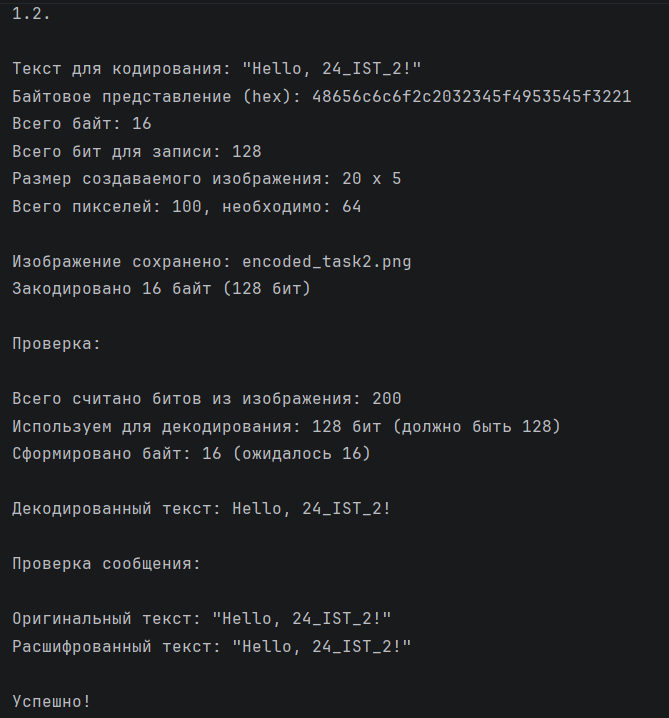 1.2.
Текст для кодирования: "Hello, 24_IST_2!"
Байтовое представление (hex): 48656c6c6f2c2032345f4953545f3221
Всего байт: 16
Всего бит для записи: 128
Размер создаваемого изображения: 20 x 5
Всего пикселей: 100, необходимо: 64
Изображение сохранено: encoded_task2.png
Закодировано 16 байт (128 бит)
Проверка:
Всего считано битов из изображения: 200
Используем для декодирования: 128 бит (должно быть 128)
Сформировано байт: 16 (ожидалось 16)
Декодированный текст: Hello, 24_IST_2!
Проверка сообщения:
Оригинальный текст: "Hello, 24_IST_2!"
Расшифрованный текст: "Hello, 24_IST_2!"
Успешно!